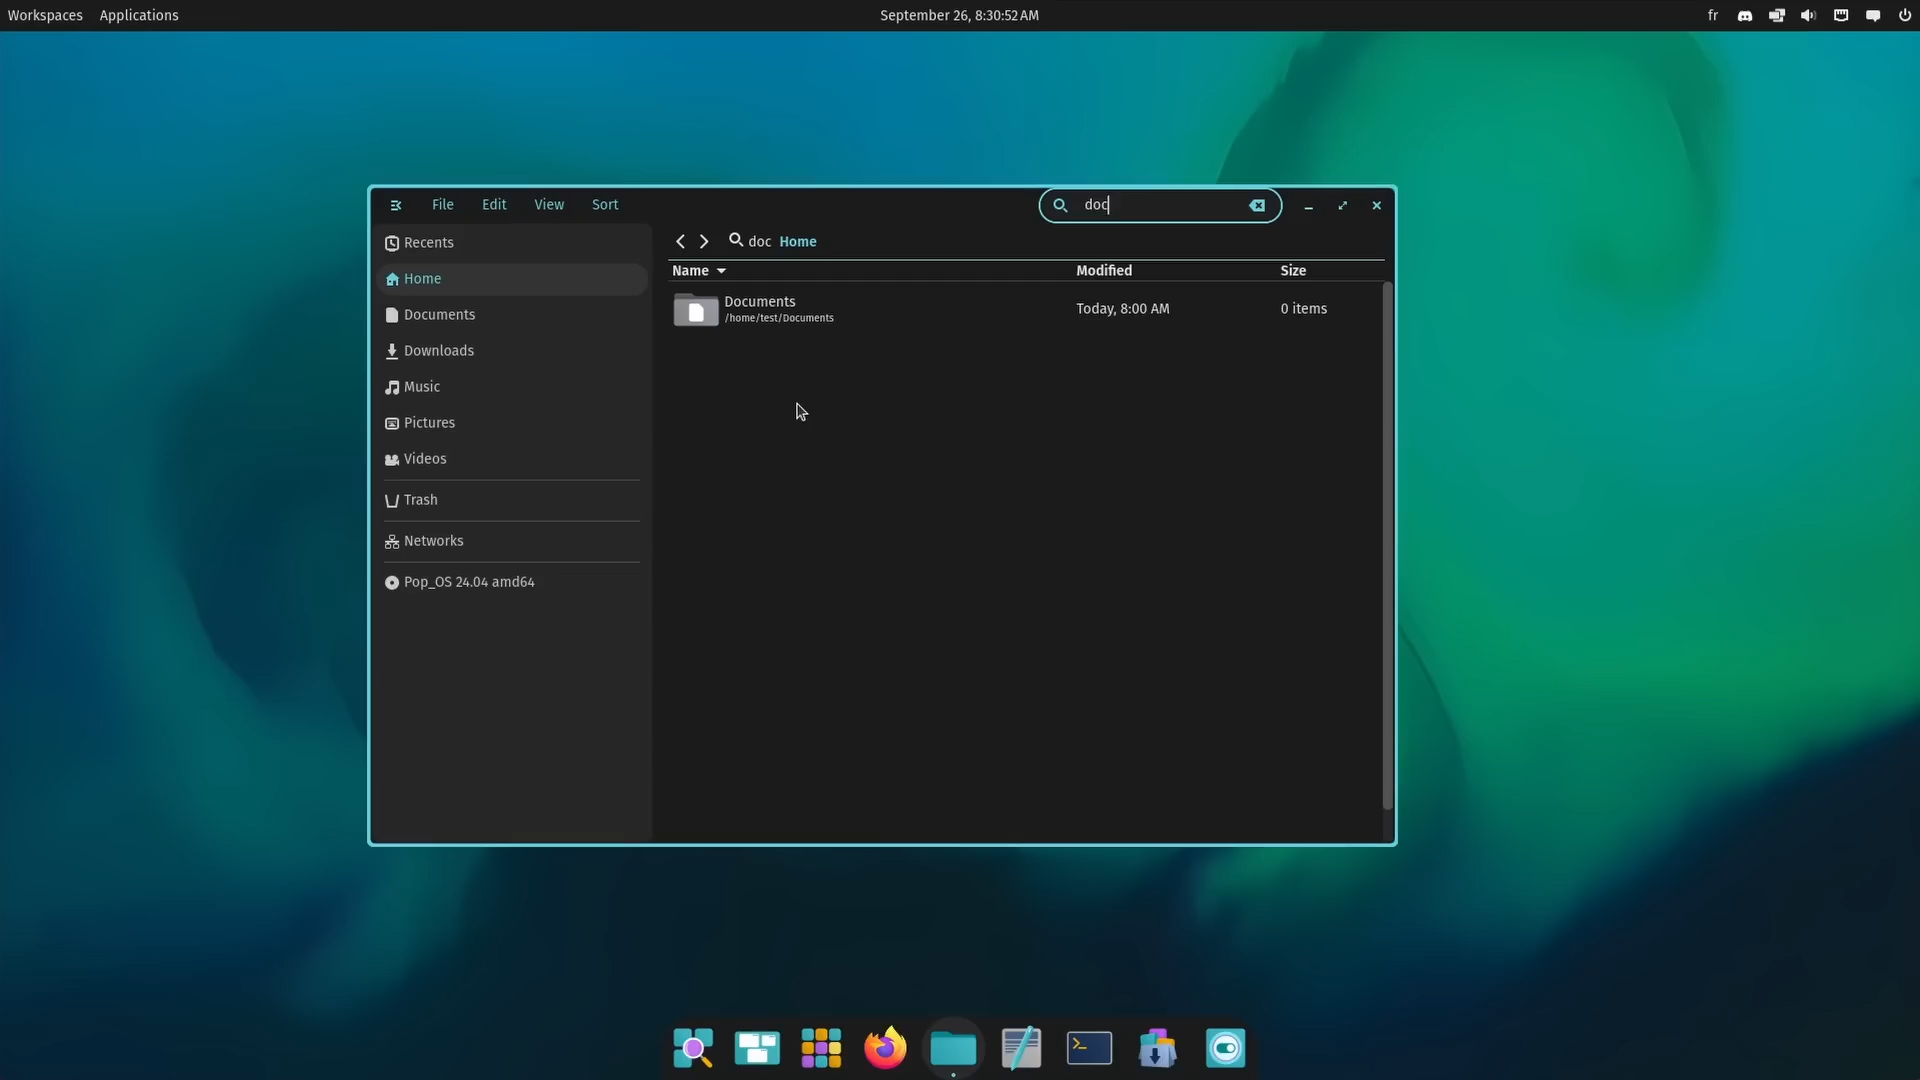 Workspaces Applications September 26, 8:30:52 AM fr
File Edit View Sort doc
Recents
Home
Documents
Downloads
Music
Pictures
Videos
Trash
Networks
Pop_OS 24.04 amd64
doc Home
Name Modified Size
Documents Today, 8:00 AM 0 items
/home/test/Documents